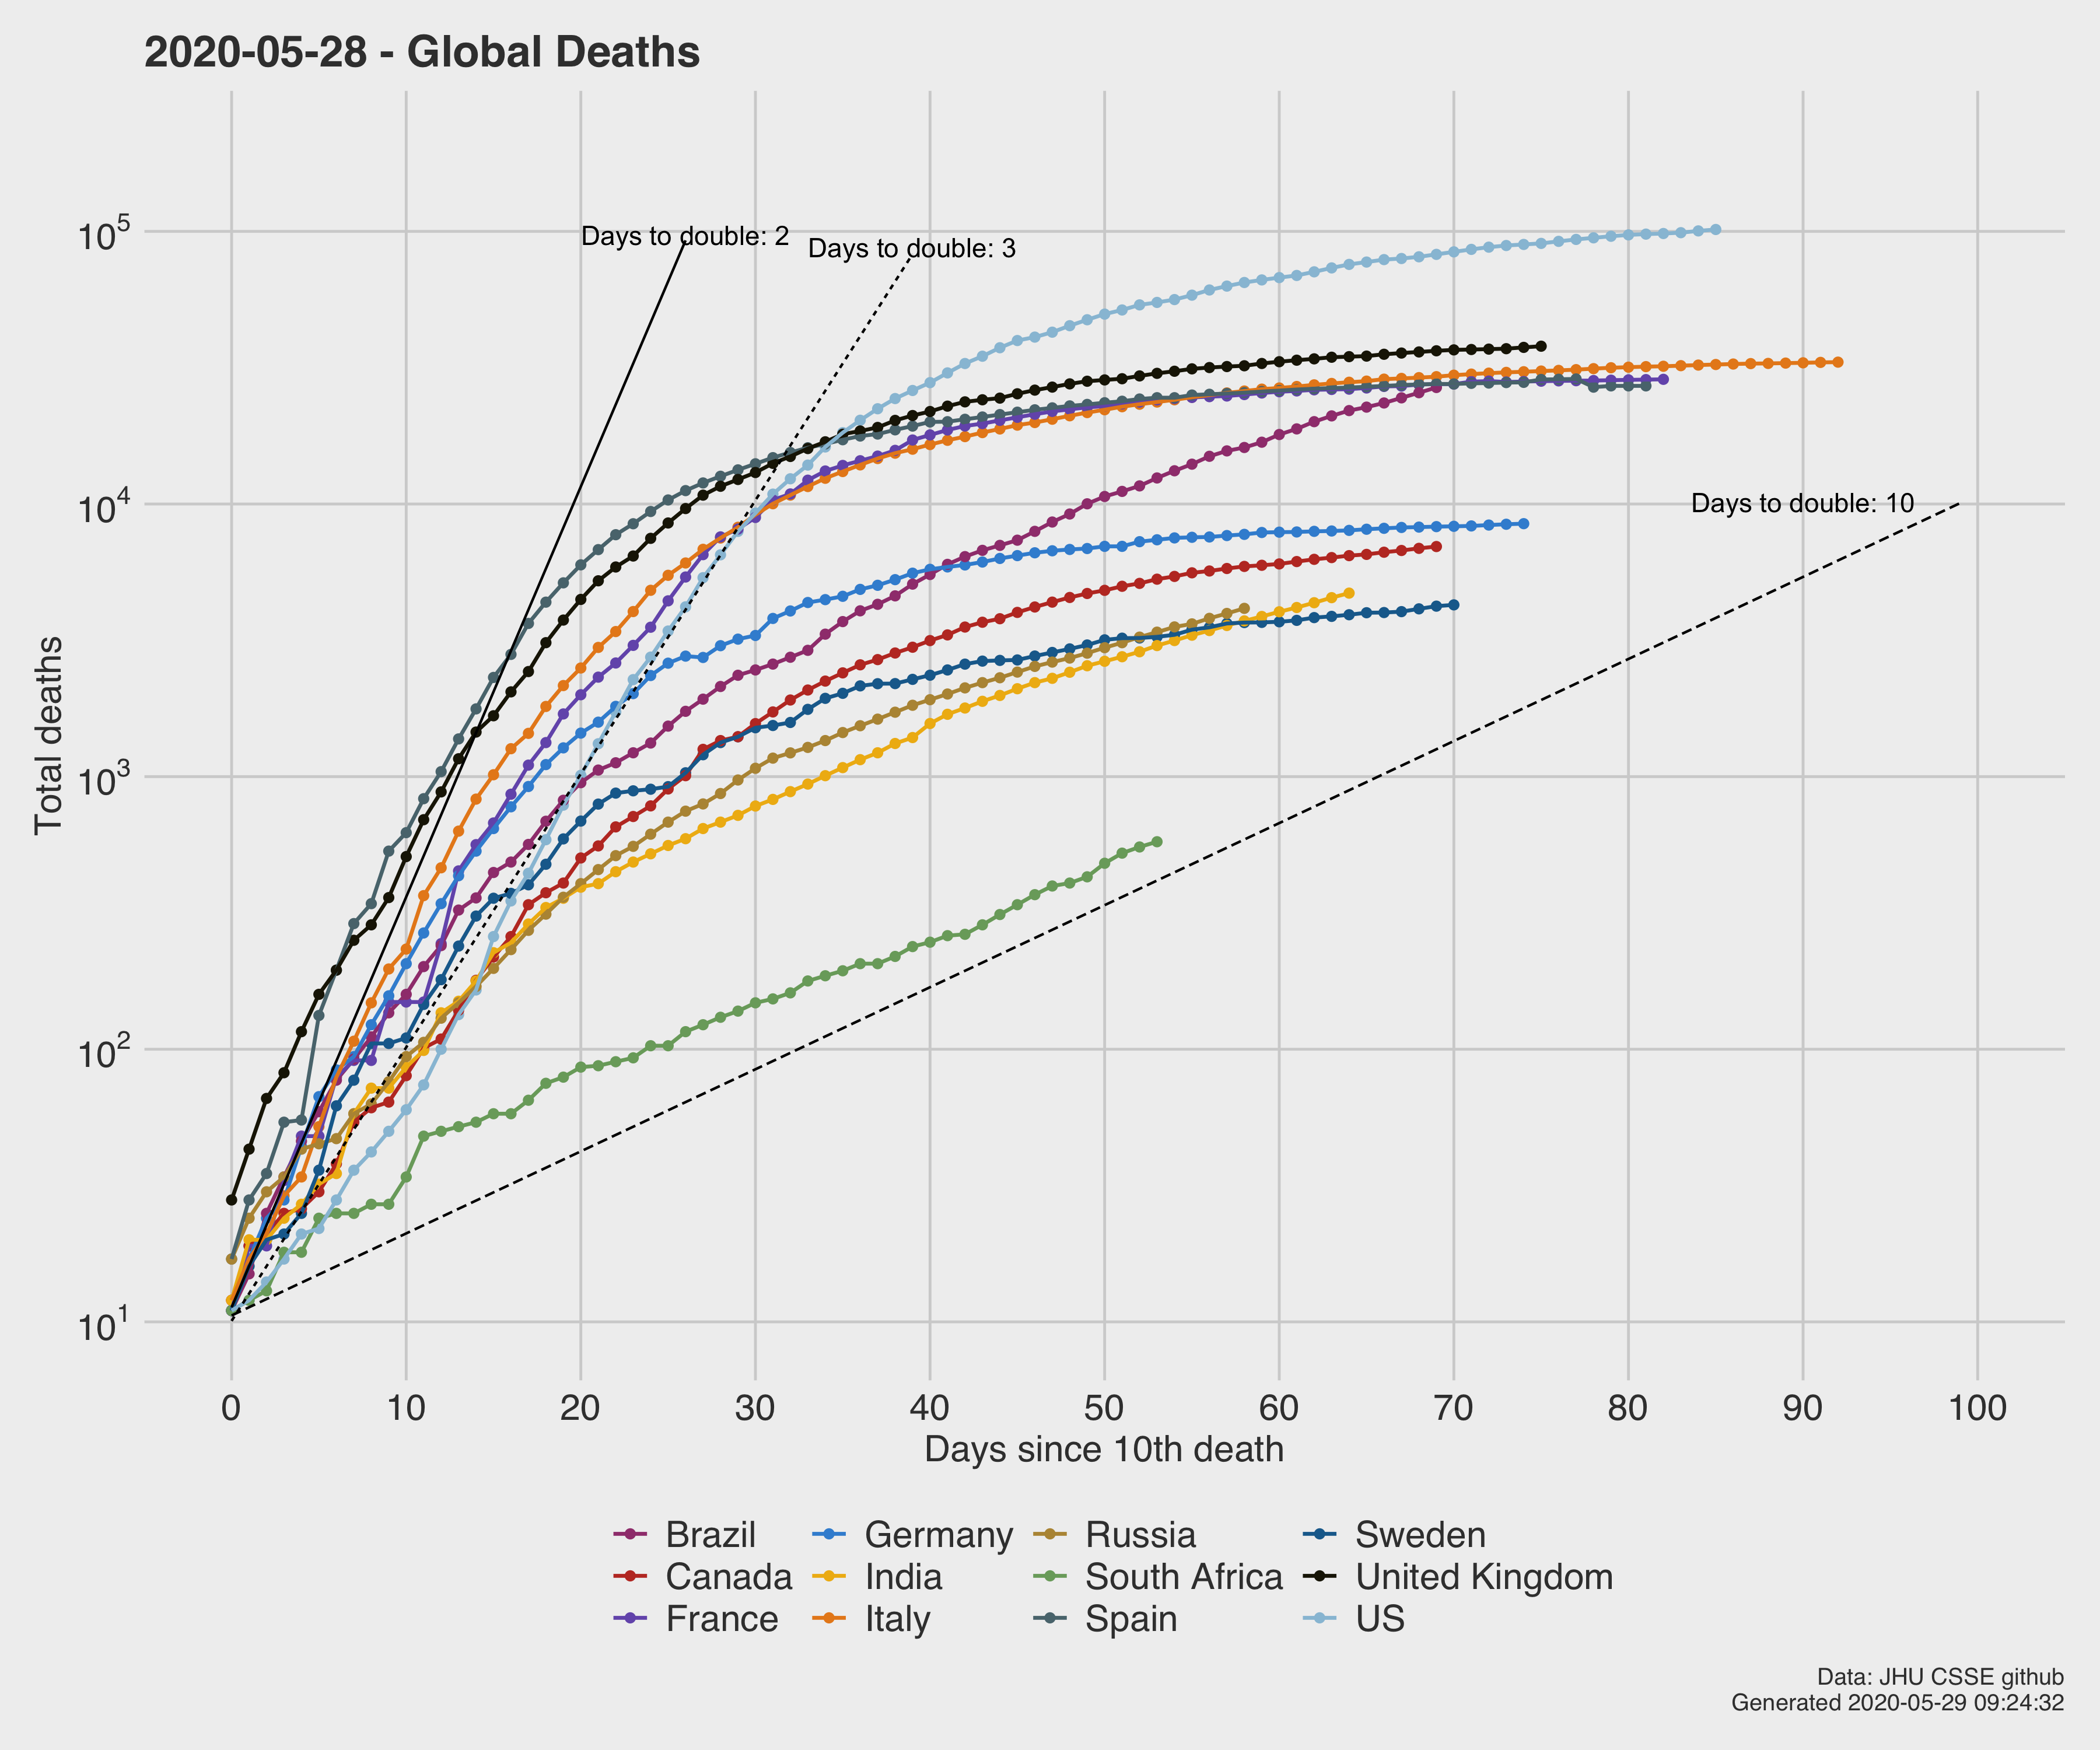 2020-05-28 - Global Deaths
10^5
Days to double: 2
Days to double: 3
10^4
Days to double: 10
10^3
10^2
10^1
Total deaths
0 10 20 30 40 50 60 70 80 90 100
Days since 10th death
Brazil Germany Russia Sweden
Canada India South Africa United Kingdom
France Italy Spain US
Data: JHU CSSE github
Generated 2020-05-29 09:24:32